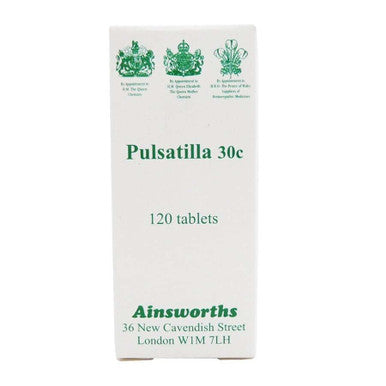 By Appointment to By Appointment to By Appointment to
H.M. The Queen H.M. Queen Elizabeth H.R.H. The Prince of Wales
Chemists The Queen Mother Suppliers of
Chemists Homoeopathic Medicines
Pulsatilla 30c
120 tablets
Ainsworths
36 New Cavendish Street
London W1M 7LH